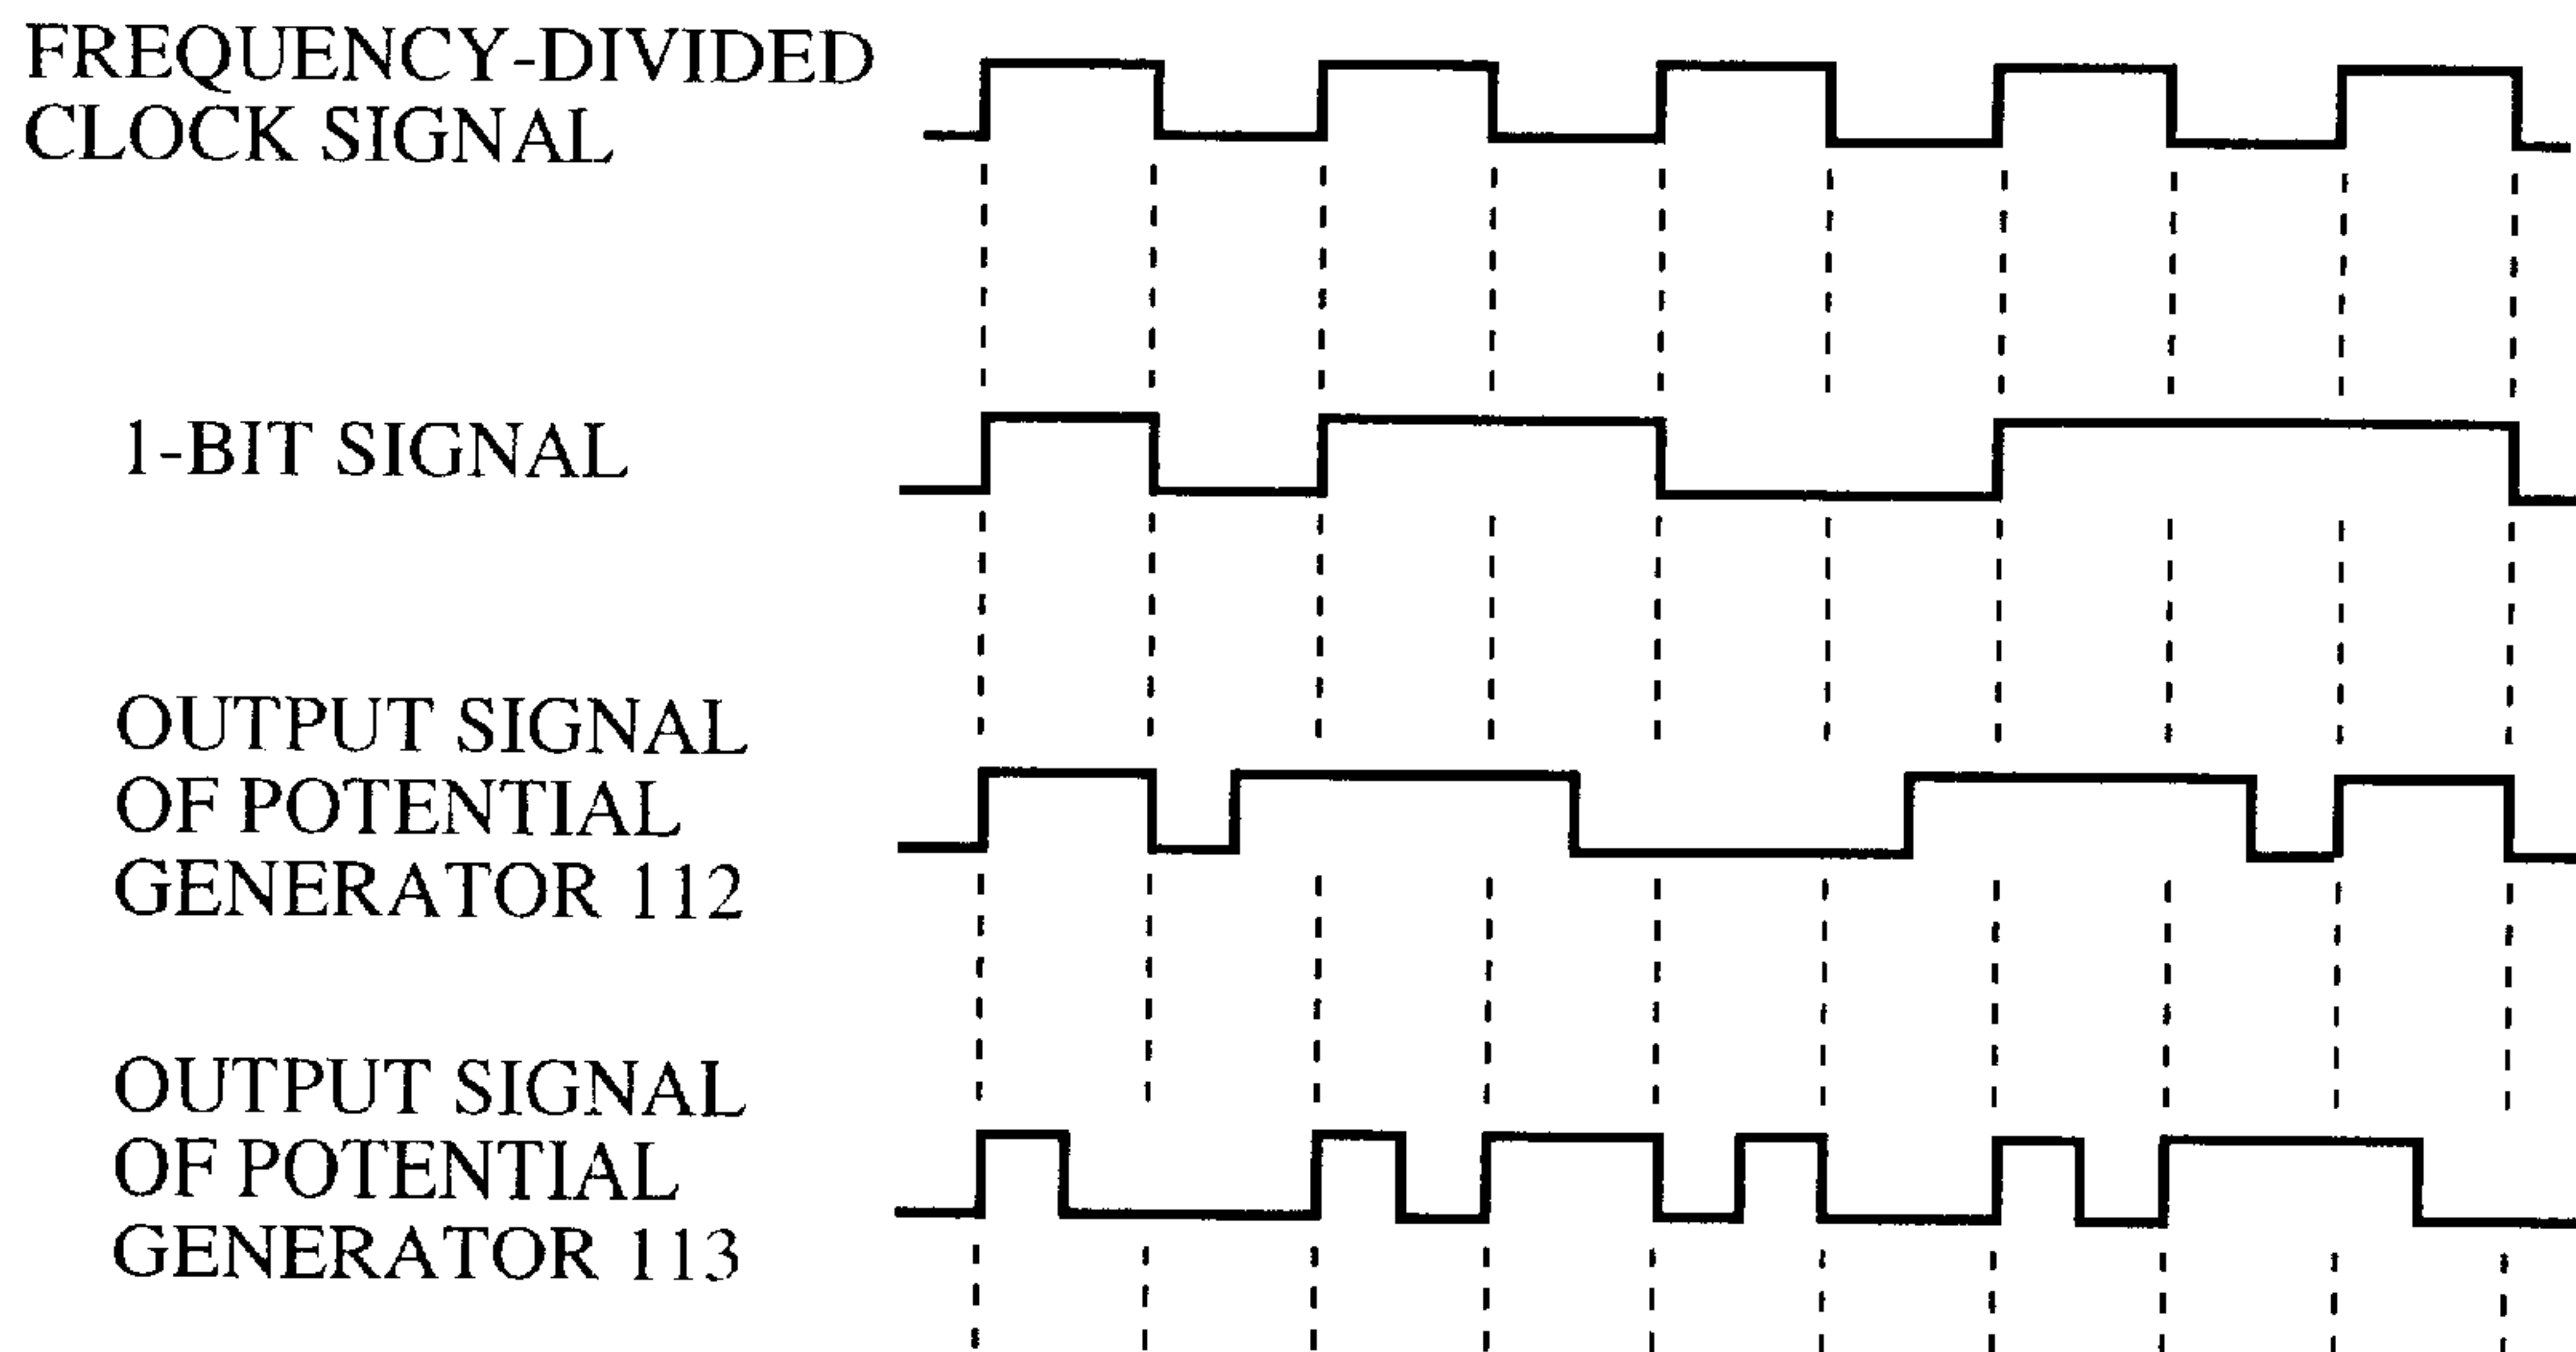 FREQUENCY-DIVIDED
CLOCK SIGNAL
1-BIT SIGNAL
OUTPUT SIGNAL
OF POTENTIAL
GENERATOR 112
OUTPUT SIGNAL
OF POTENTIAL
GENERATOR 113